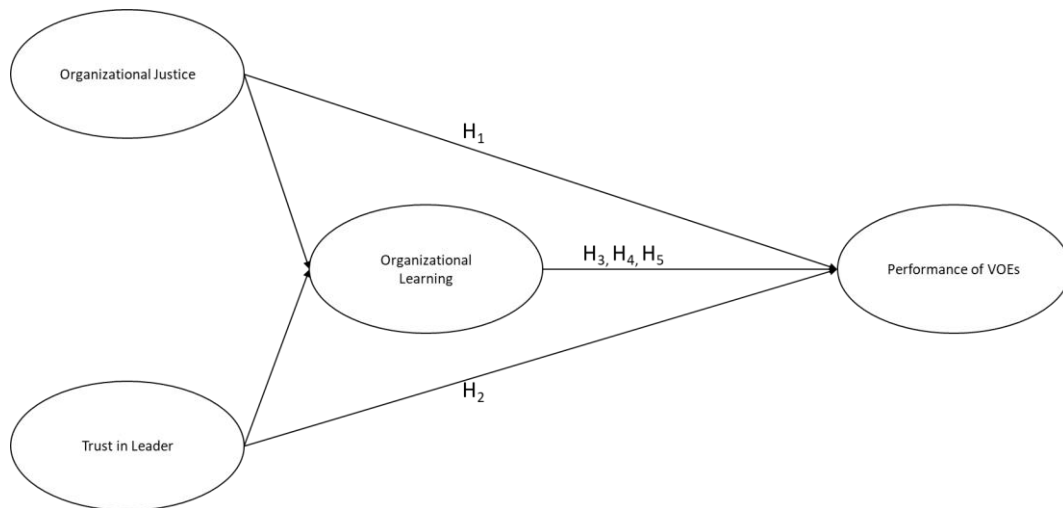 Organizational Justice
H₁
Organizational
Learning
H₃, H₄, H₅
Performance of VOEs
H₂
Trust in Leader